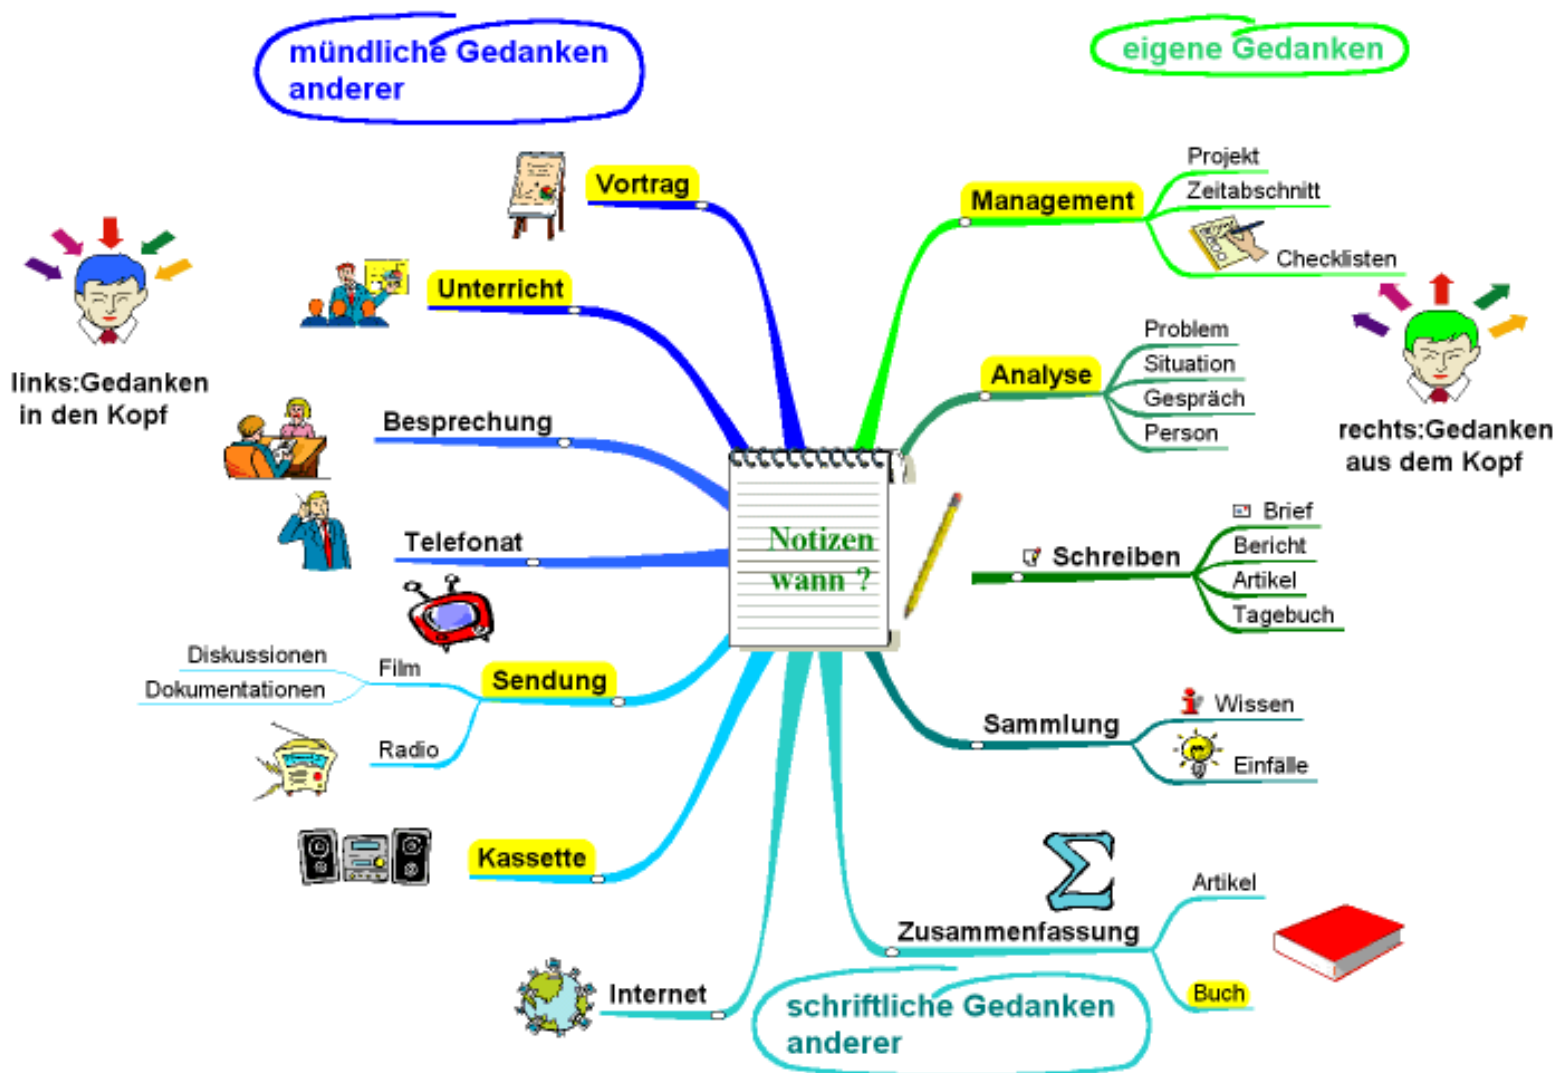 mündliche Gedanken
anderer
eigene Gedanken
Vortrag
Unterricht
links:Gedanken
in den Kopf
Besprechung
Telefonat
Sendung
Film
Diskussionen
Dokumentationen
Radio
Kassette
Internet
Notizen
wann ?
Management
Projekt
Zeitabschnitt
Checklisten
Analyse
Problem
Situation
Gespräch
Person
rechts:Gedanken
aus dem Kopf
Schreiben
Brief
Bericht
Artikel
Tagebuch
Sammlung
Wissen
Einfälle
Zusammenfassung
Artikel
Buch
schriftliche Gedanken
anderer